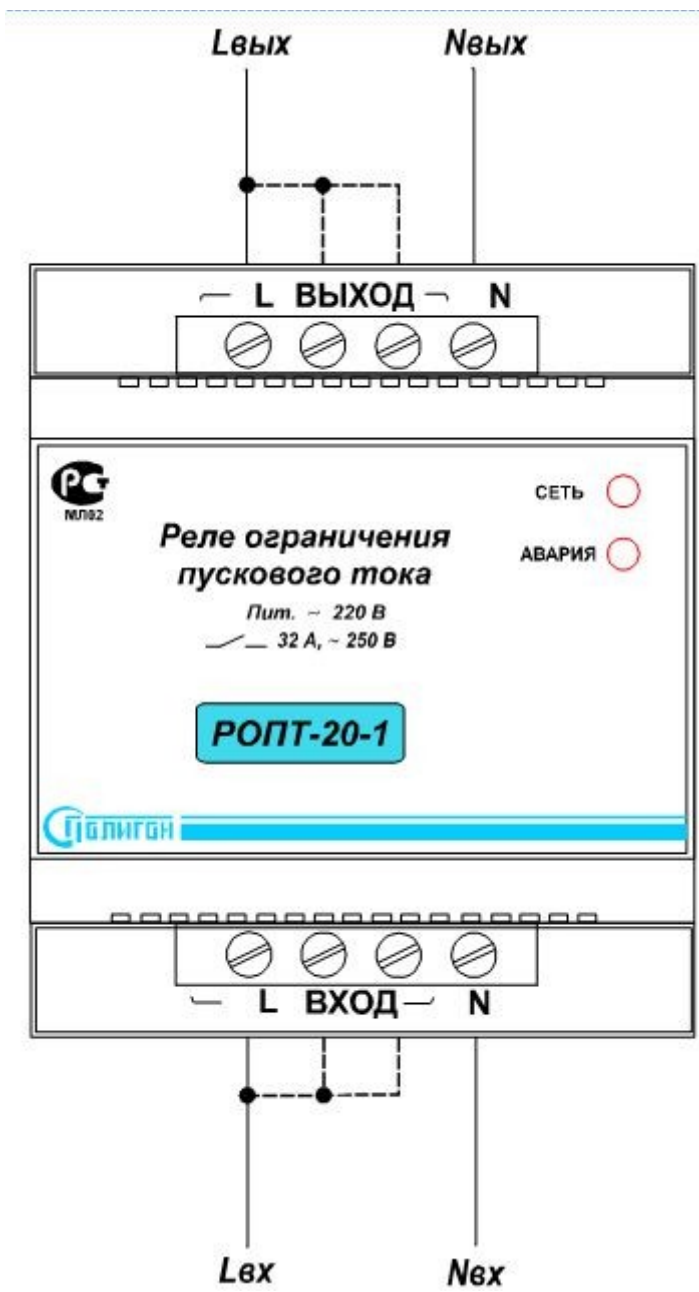 Lвых Nвых
L ВЫХОД N
РС
МЛ02
СЕТЬ
АВАРИЯ
Реле ограничения
пускового тока
Пит. ~ 220 В
32 А, ~ 250 В
РОПТ-20-1
Полигон
L ВХОД N
Lвх Nвх